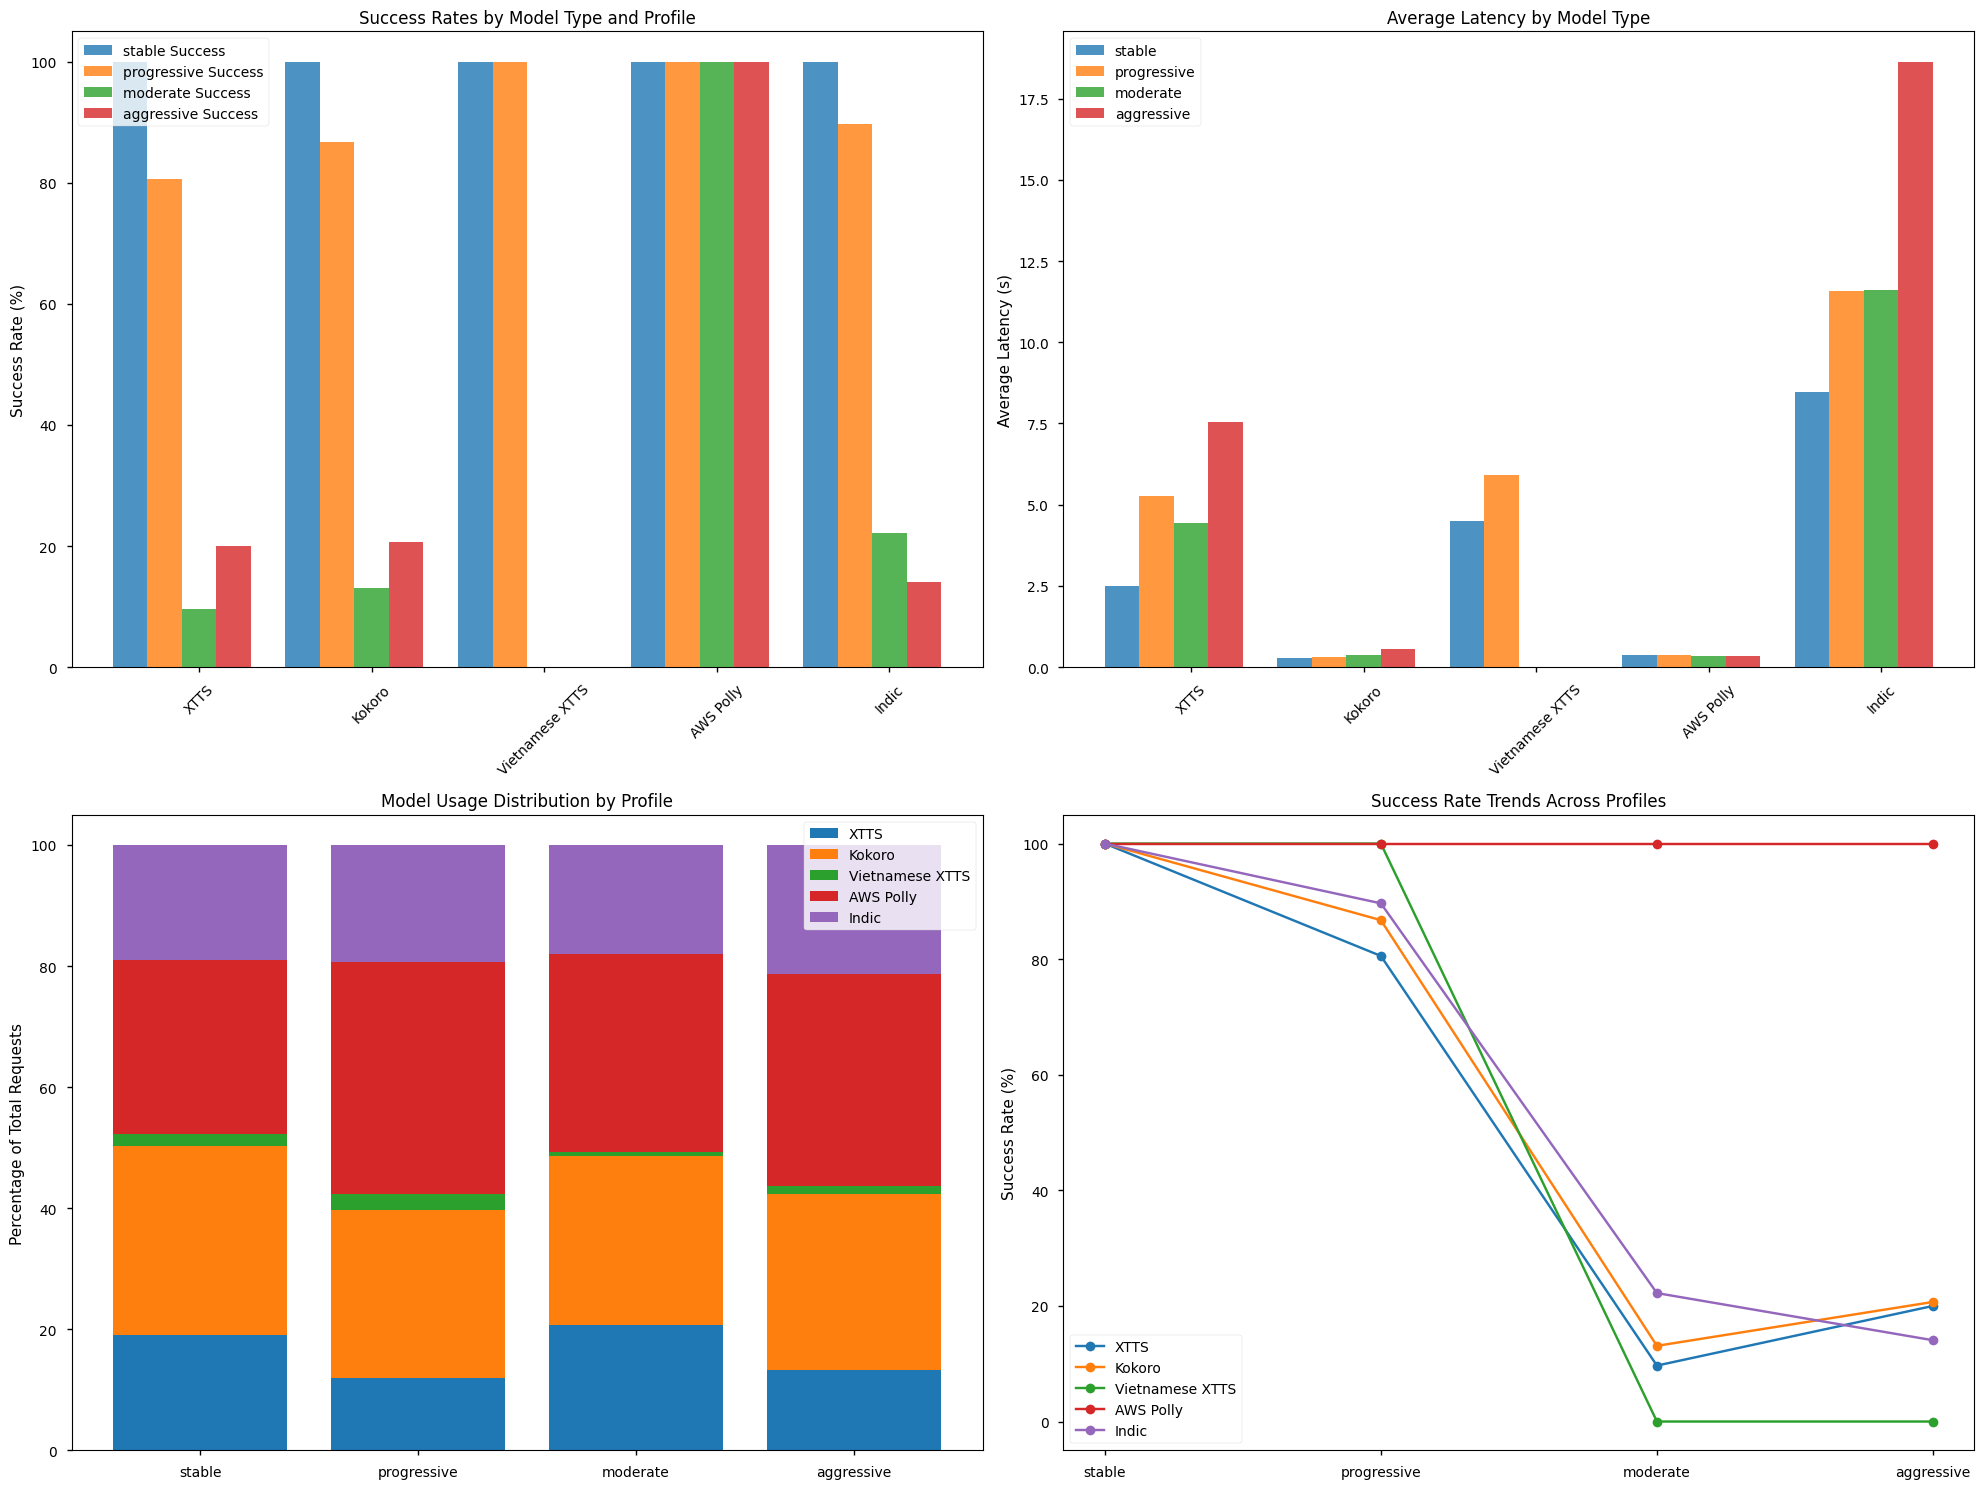 Success Rates by Model Type and Profile
Success Rate (%)
100
80
60
40
20
0
stable Success
progressive Success
moderate Success
aggressive Success
XTTS
Kokoro
Vietnamese XTTS
AWS Polly
Indic
Average Latency by Model Type
Average Latency (s)
17.5
15.0
12.5
10.0
7.5
5.0
2.5
0.0
stable
progressive
moderate
aggressive
XTTS
Kokoro
Vietnamese XTTS
AWS Polly
Indic
Model Usage Distribution by Profile
Percentage of Total Requests
100
80
60
40
20
0
XTTS
Kokoro
Vietnamese XTTS
AWS Polly
Indic
stable
progressive
moderate
aggressive
Success Rate Trends Across Profiles
Success Rate (%)
100
80
60
40
20
0
XTTS
Kokoro
Vietnamese XTTS
AWS Polly
Indic
stable
progressive
moderate
aggressive